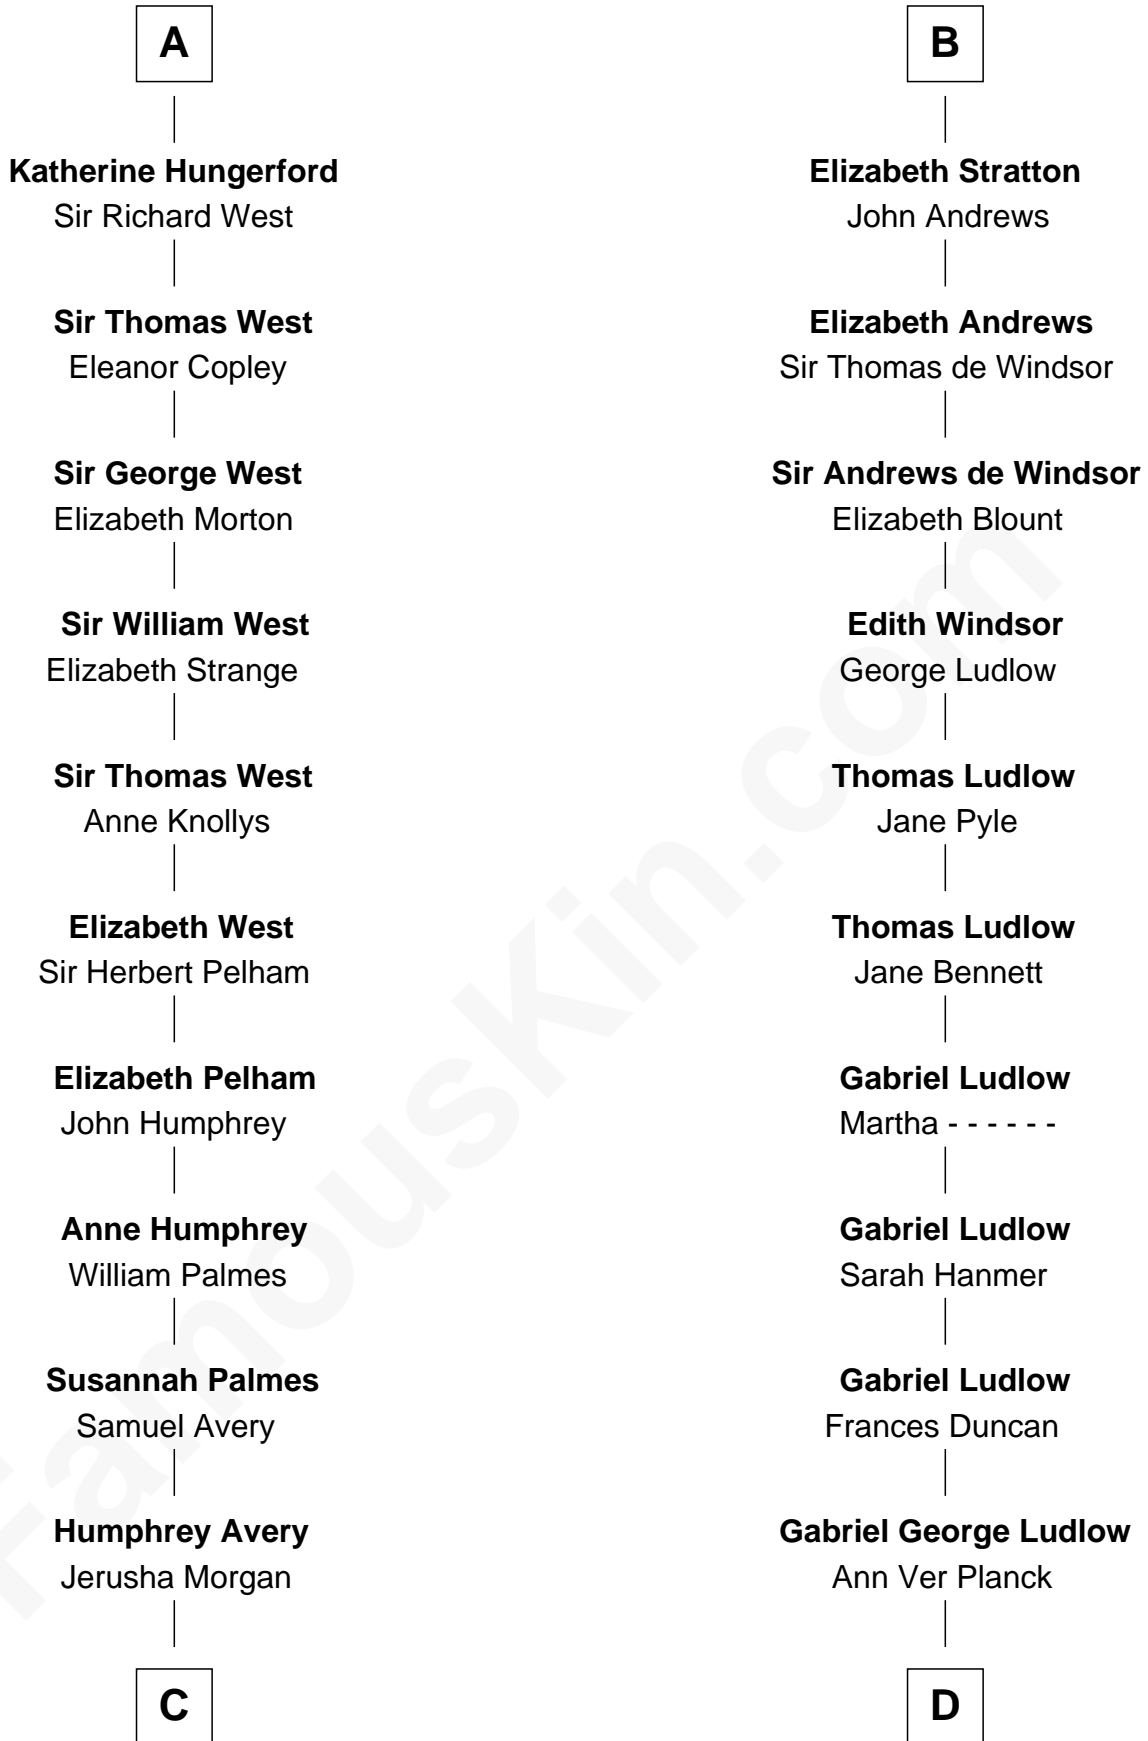 A
Katherine Hungerford
Sir Richard West
Sir Thomas West
Eleanor Copley
Sir George West
Elizabeth Morton
Sir William West
Elizabeth Strange
Sir Thomas West
Anne Knollys
Elizabeth West
Sir Herbert Pelham
Elizabeth Pelham
John Humphrey
Anne Humphrey
William Palmes
Susannah Palmes
Samuel Avery
Humphrey Avery
Jerusha Morgan
C
B
Elizabeth Stratton
John Andrews
Elizabeth Andrews
Sir Thomas de Windsor
Sir Andrews de Windsor
Elizabeth Blount
Edith Windsor
George Ludlow
Thomas Ludlow
Jane Pyle
Thomas Ludlow
Jane Bennett
Gabriel Ludlow
Martha - - - - - -
Gabriel Ludlow
Sarah Hanmer
Gabriel Ludlow
Frances Duncan
Gabriel George Ludlow
Ann Ver Planck
D
FamousKin.com